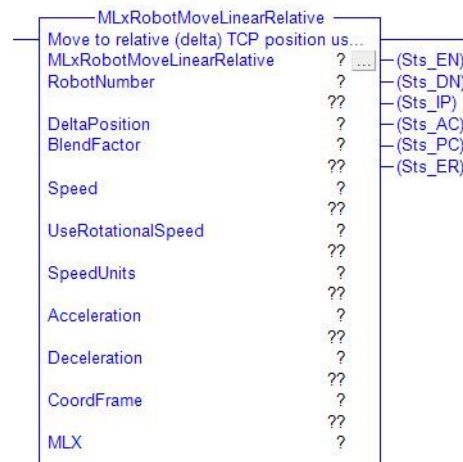 MLxRobotMoveLinearRelative
Move to relative (delta) TCP position us...
MLxRobotMoveLinearRelative ? ... (Sts_EN)
RobotNumber ? (Sts_DN)
?? (Sts_IP)
DeltaPosition ? (Sts_AC)
BlendFactor ? (Sts_PC)
?? (Sts_ER)
Speed ?
??
UseRotationalSpeed ?
??
SpeedUnits ?
??
Acceleration ?
??
Deceleration ?
??
CoordFrame ?
??
MLX ?